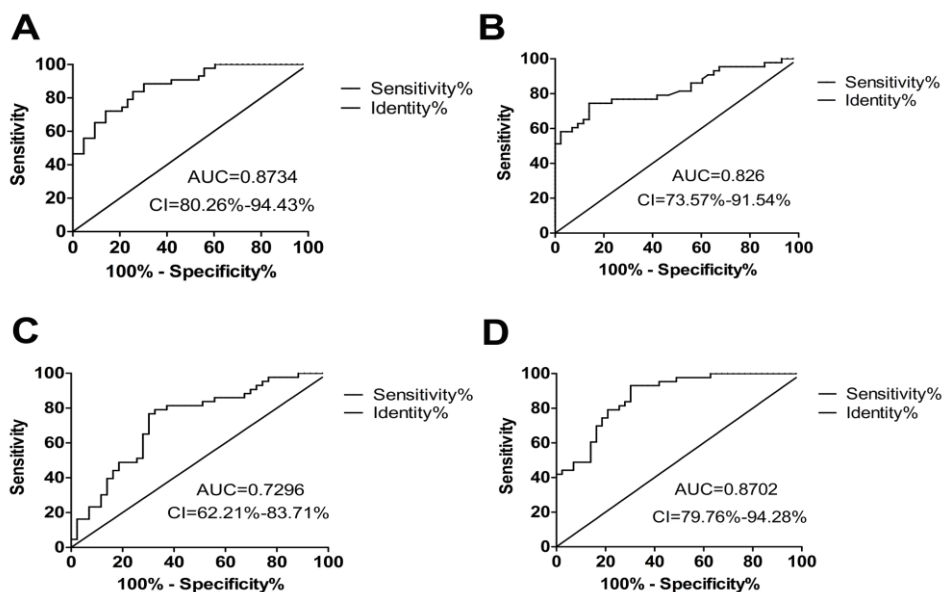 A
100
80
60
40
20
0
Sensitivity
0 20 40 60 80 100
100% - Specificity%
Sensitivity%
Identity%
AUC=0.8734
CI=80.26%-94.43%
B
100
80
60
40
20
0
Sensitivity
0 20 40 60 80 100
100% - Specificity%
Sensitivity%
Identity%
AUC=0.826
CI=73.57%-91.54%
C
100
80
60
40
20
0
Sensitivity
0 20 40 60 80 100
100% - Specificity%
Sensitivity%
Identity%
AUC=0.7296
CI=62.21%-83.71%
D
100
80
60
40
20
0
Sensitivity
0 20 40 60 80 100
100% - Specificity%
Sensitivity%
Identity%
AUC=0.8702
CI=79.76%-94.28%